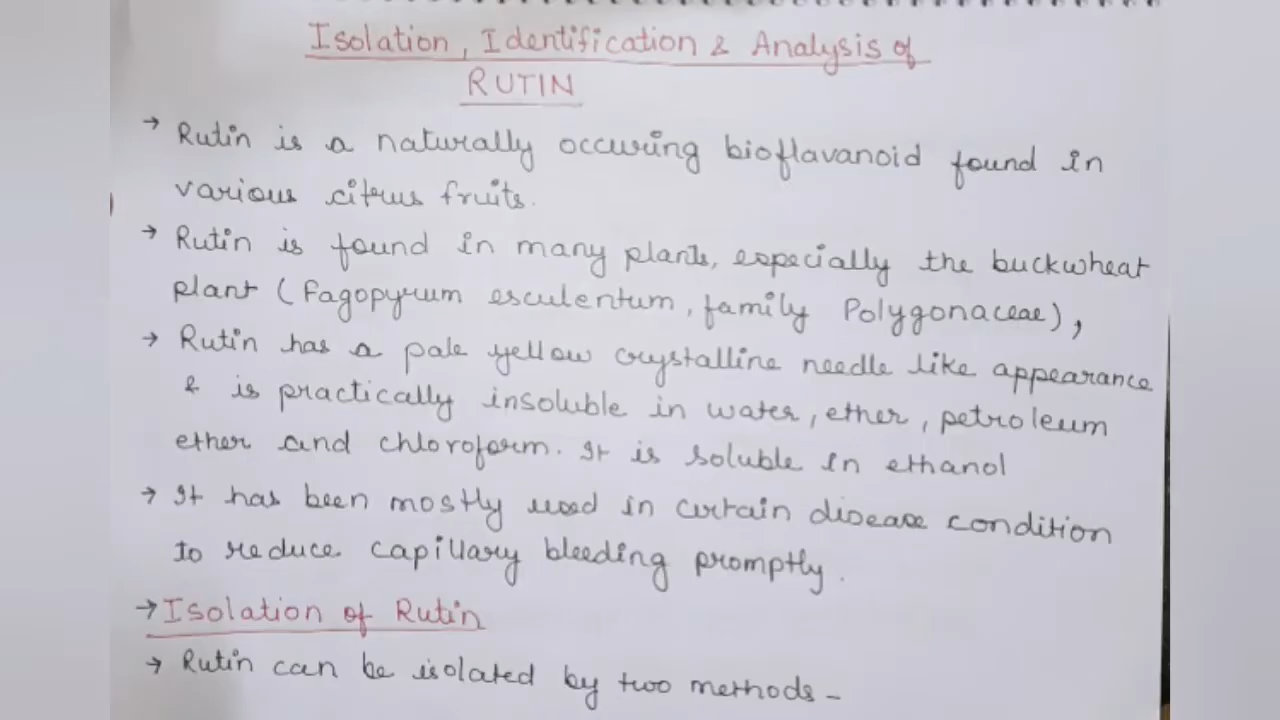 Isolation, Identification & Analysis of
RUTIN
→ Rutin is a naturally occuring bioflavanoid found in
various citrus fruits.
→ Rutin is found in many plants, especially the buckwheat
plant (Fagopyrum esculentum, family Polygonaceae),
→ Rutin has a pale yellow crystalline needle like appearance
& is practically insoluble in water, ether, petroleum
ether and chloroform. It is soluble in ethanol
→ It has been mostly used in certain disease condition
to reduce capillary bleeding promptly.
→ Isolation of Rutin
→ Rutin can be isolated by two methods -